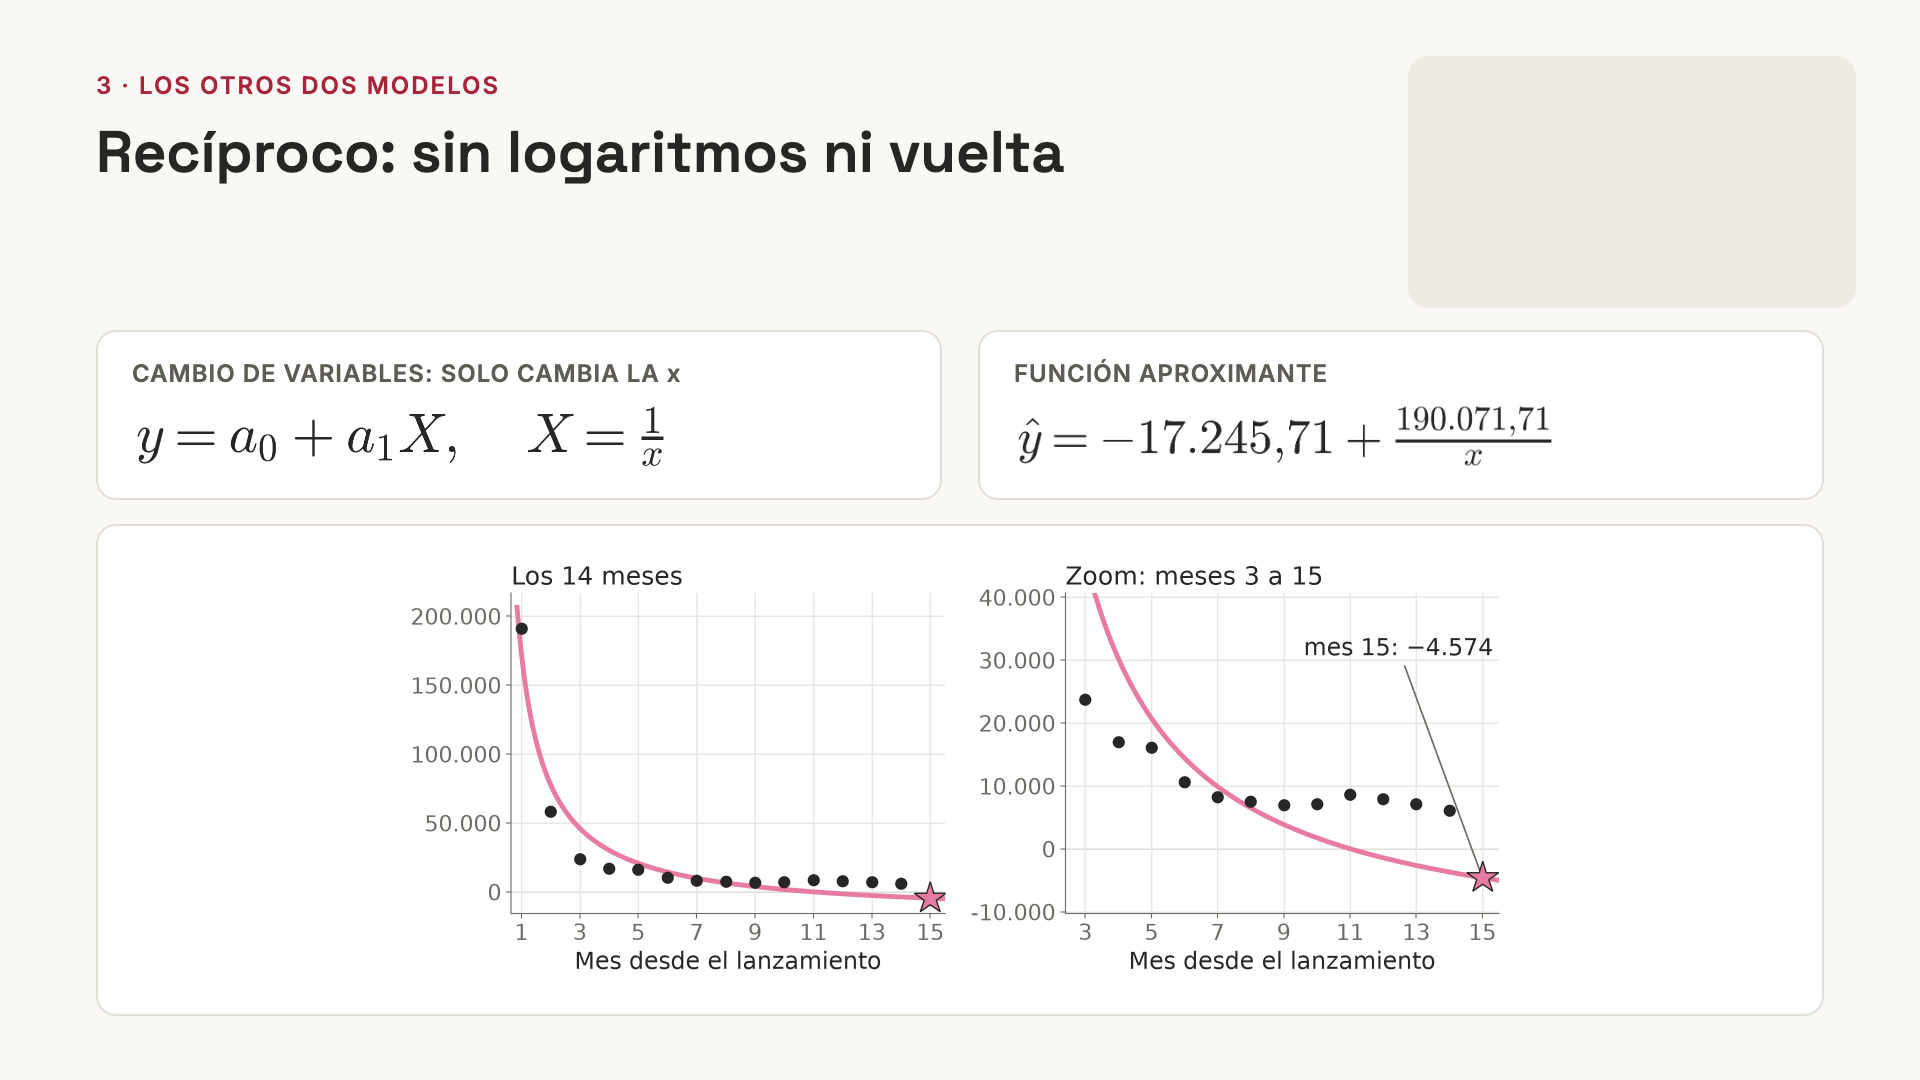 3 · LOS OTROS DOS MODELOS
Recíproco: sin logaritmos ni vuelta
CAMBIO DE VARIABLES: SOLO CAMBIA LA x
y = a₀ + a₁X, X = 1/x
FUNCIÓN APROXIMANTE
ŷ = −17.245,71 + 190.071,71/x
Los 14 meses
200.000
150.000
100.000
50.000
0
1 3 5 7 9 11 13 15
Mes desde el lanzamiento
Zoom: meses 3 a 15
40.000
30.000
20.000
10.000
0
-10.000
mes 15: −4.574
3 5 7 9 11 13 15
Mes desde el lanzamiento